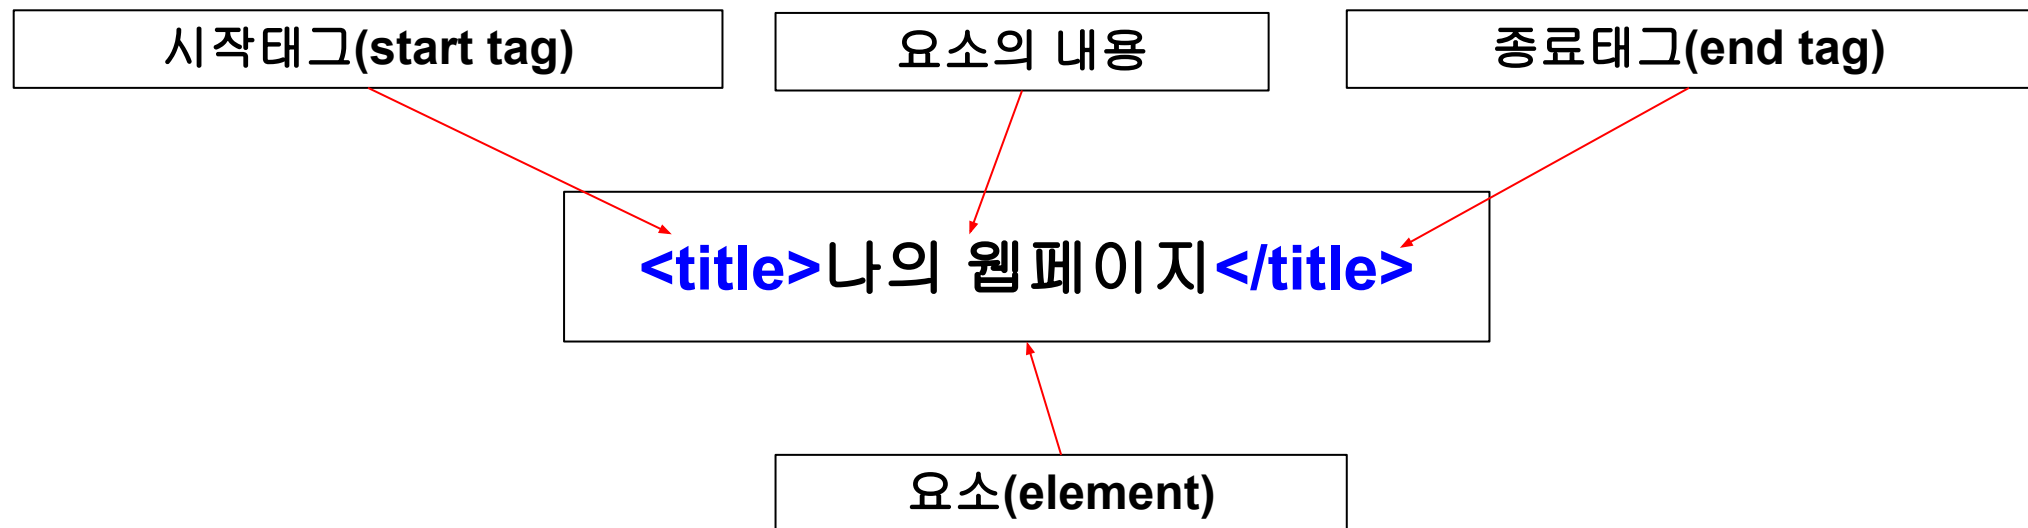 시작태그(start tag)
요소의 내용
종료태그(end tag)
<title>나의 웹페이지</title>
요소(element)